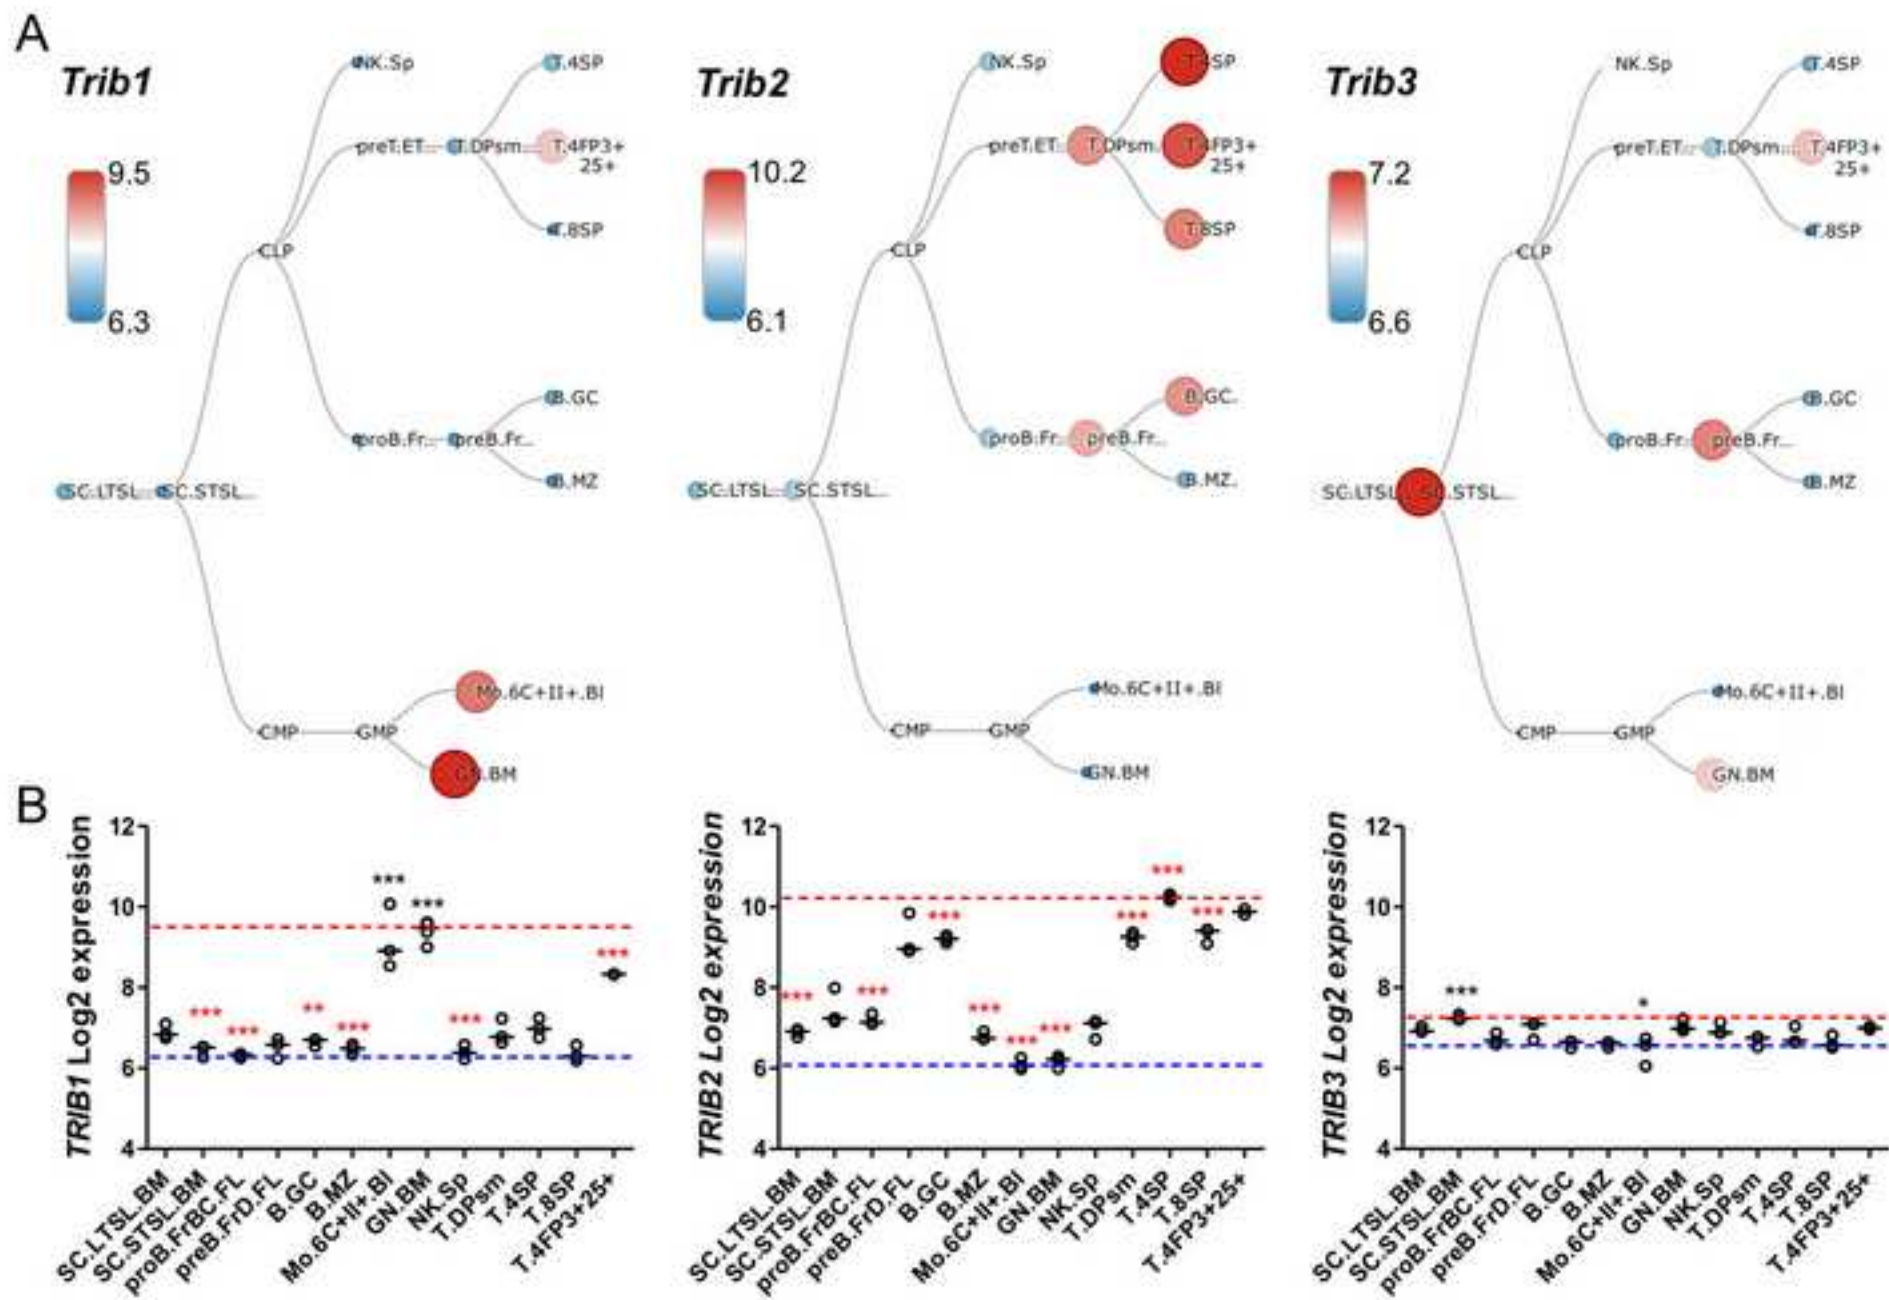 A
Trib1
9.5
6.3
NK.Sp
T.4SP
preT.ET...
T.DPsm...
T.4FP3+
25+
T.8SP
CLP
B.GC
proB.Fr...
preB.Fr...
B.MZ
SC.LTSL...
SC.STSL...
Mo.6C+II+.Bl
CMP
GMP
GN.BM
Trib2
10.2
6.1
NK.Sp
T.4SP
preT.ET...
T.DPsm...
T.4FP3+
25+
T.8SP
CLP
B.GC.
proB.Fr...
preB.Fr...
B.MZ.
SC.LTSL...
SC.STSL...
Mo.6C+II+.Bl
CMP
GMP
GN.BM
Trib3
7.2
6.6
NK.Sp
T.4SP
preT.ET...
T.DPsm....
T.4FP3+
25+
T.8SP
CLP
B.GC
proB.Fr...
preB.Fr...
B.MZ
SC.LTSL
SC.STSL...
Mo.6C+II+.Bl
CMP
GMP
GN.BM
B
TRIB1 Log2 expression
12
10
8
6
4
*** *** ** *** *** *** *** ***
SC.LTSL.BM
SC.STSL.BM
proB.FrBC.FL
preB.FrD.FL
B.GC
B.MZ
Mo.6C+II+.Bl
GN.BM
NK.Sp
T.DPsm
T.4SP
T.8SP
T.4FP3+25+
TRIB2 Log2 expression
12
10
8
6
4
*** *** *** *** *** *** *** *** ***
SC.LTSL.BM
SC.STSL.BM
proB.FrBC.FL
preB.FrD.FL
B.GC
B.MZ
Mo.6C+II+.Bl
GN.BM
NK.Sp
T.DPsm
T.4SP
T.8SP
T.4FP3+25+
TRIB3 Log2 expression
12
10
8
6
4
*** *
SC.LTSL.BM
SC.STSL.BM
proB.FrBC.FL
preB.FrD.FL
B.GC
B.MZ
Mo.6C+II+.Bl
GN.BM
NK.Sp
T.DPsm
T.4SP
T.8SP
T.4FP3+25+